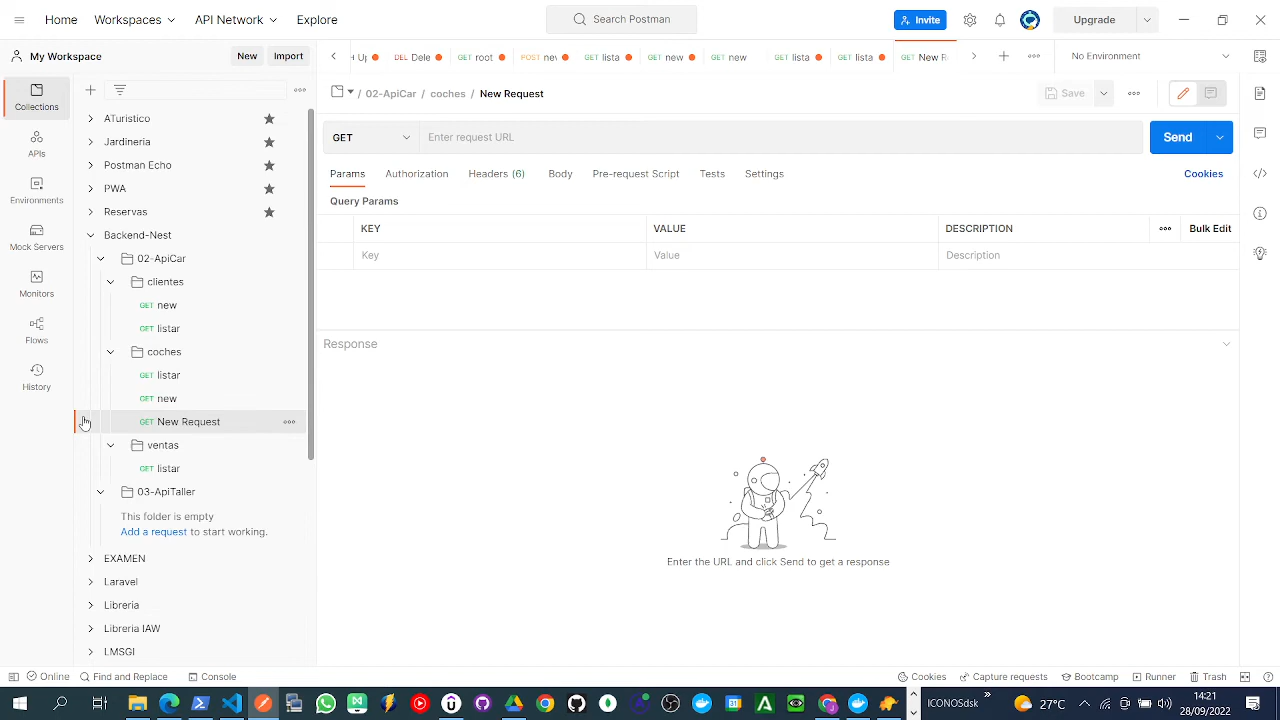 Home Workspaces API Network Explore Search Postman Invite Upgrade
My Workspace New Import
H Up DEL Dele GET root POST new GET lista GET new GET new GET lista GET lista GET New R No Environment
Collections
APIs
Environments
Mock Servers
Monitors
Flows
History
ATuristico
Jardineria
Postman Echo
PWA
Reservas
Backend-Nest
02-ApiCar
clientes
GET new
GET listar
coches
GET listar
GET new
GET New Request
ventas
GET listar
03-ApiTaller
This folder is empty
Add a request to start working.
EXAMEN
Laravel
Libreria
Libreria IAW
LMSGI
/ 02-ApiCar / coches / New Request Save
GET Enter request URL Send
Params Authorization Headers (6) Body Pre-request Script Tests Settings Cookies
Query Params
KEY VALUE DESCRIPTION Bulk Edit
Key Value Description
Response
Enter the URL and click Send to get a response
Online Find and Replace Console Cookies Capture requests Bootcamp Runner Trash
ICONOSdsk » 27°C 14:21
28/09/2022